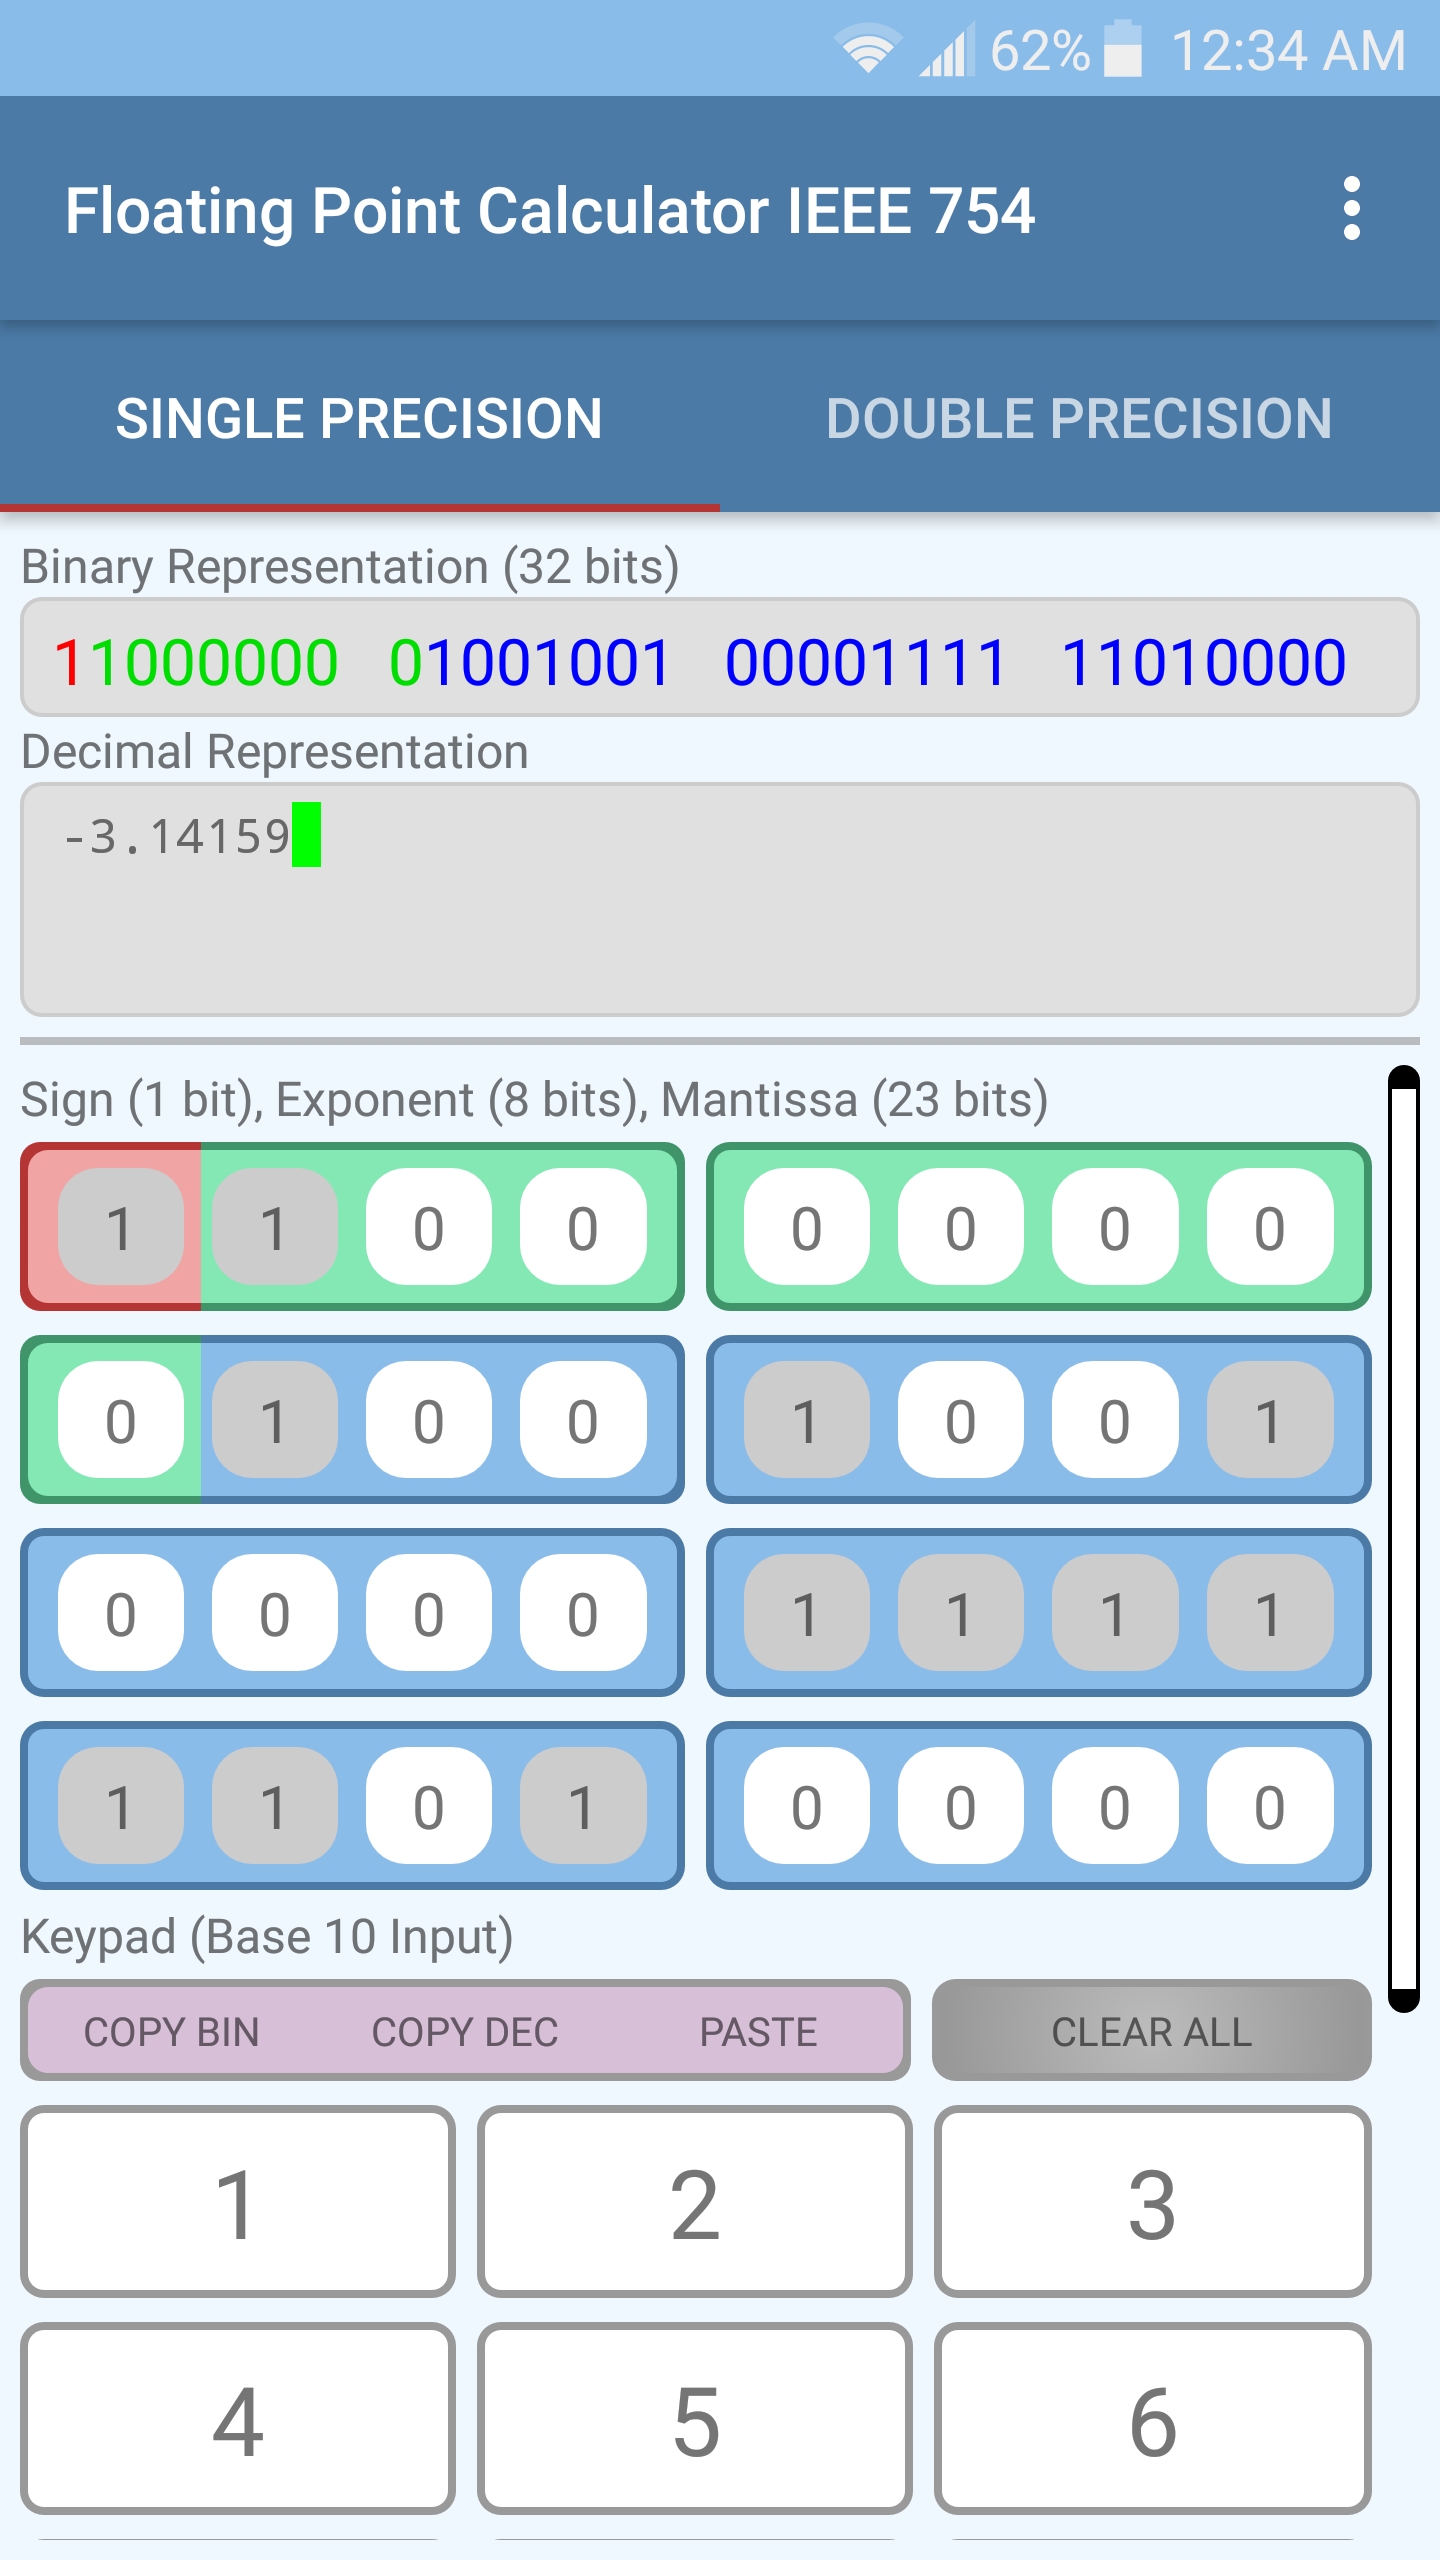 62% 12:34 AM
Floating Point Calculator IEEE 754
SINGLE PRECISION DOUBLE PRECISION
Binary Representation (32 bits)
11000000 01001001 00001111 11010000
Decimal Representation
-3.14159
Sign (1 bit), Exponent (8 bits), Mantissa (23 bits)
1 1 0 0 0 0 0 0
0 1 0 0 1 0 0 1
0 0 0 0 1 1 1 1
1 1 0 1 0 0 0 0
Keypad (Base 10 Input)
COPY BIN COPY DEC PASTE CLEAR ALL
1 2 3
4 5 6